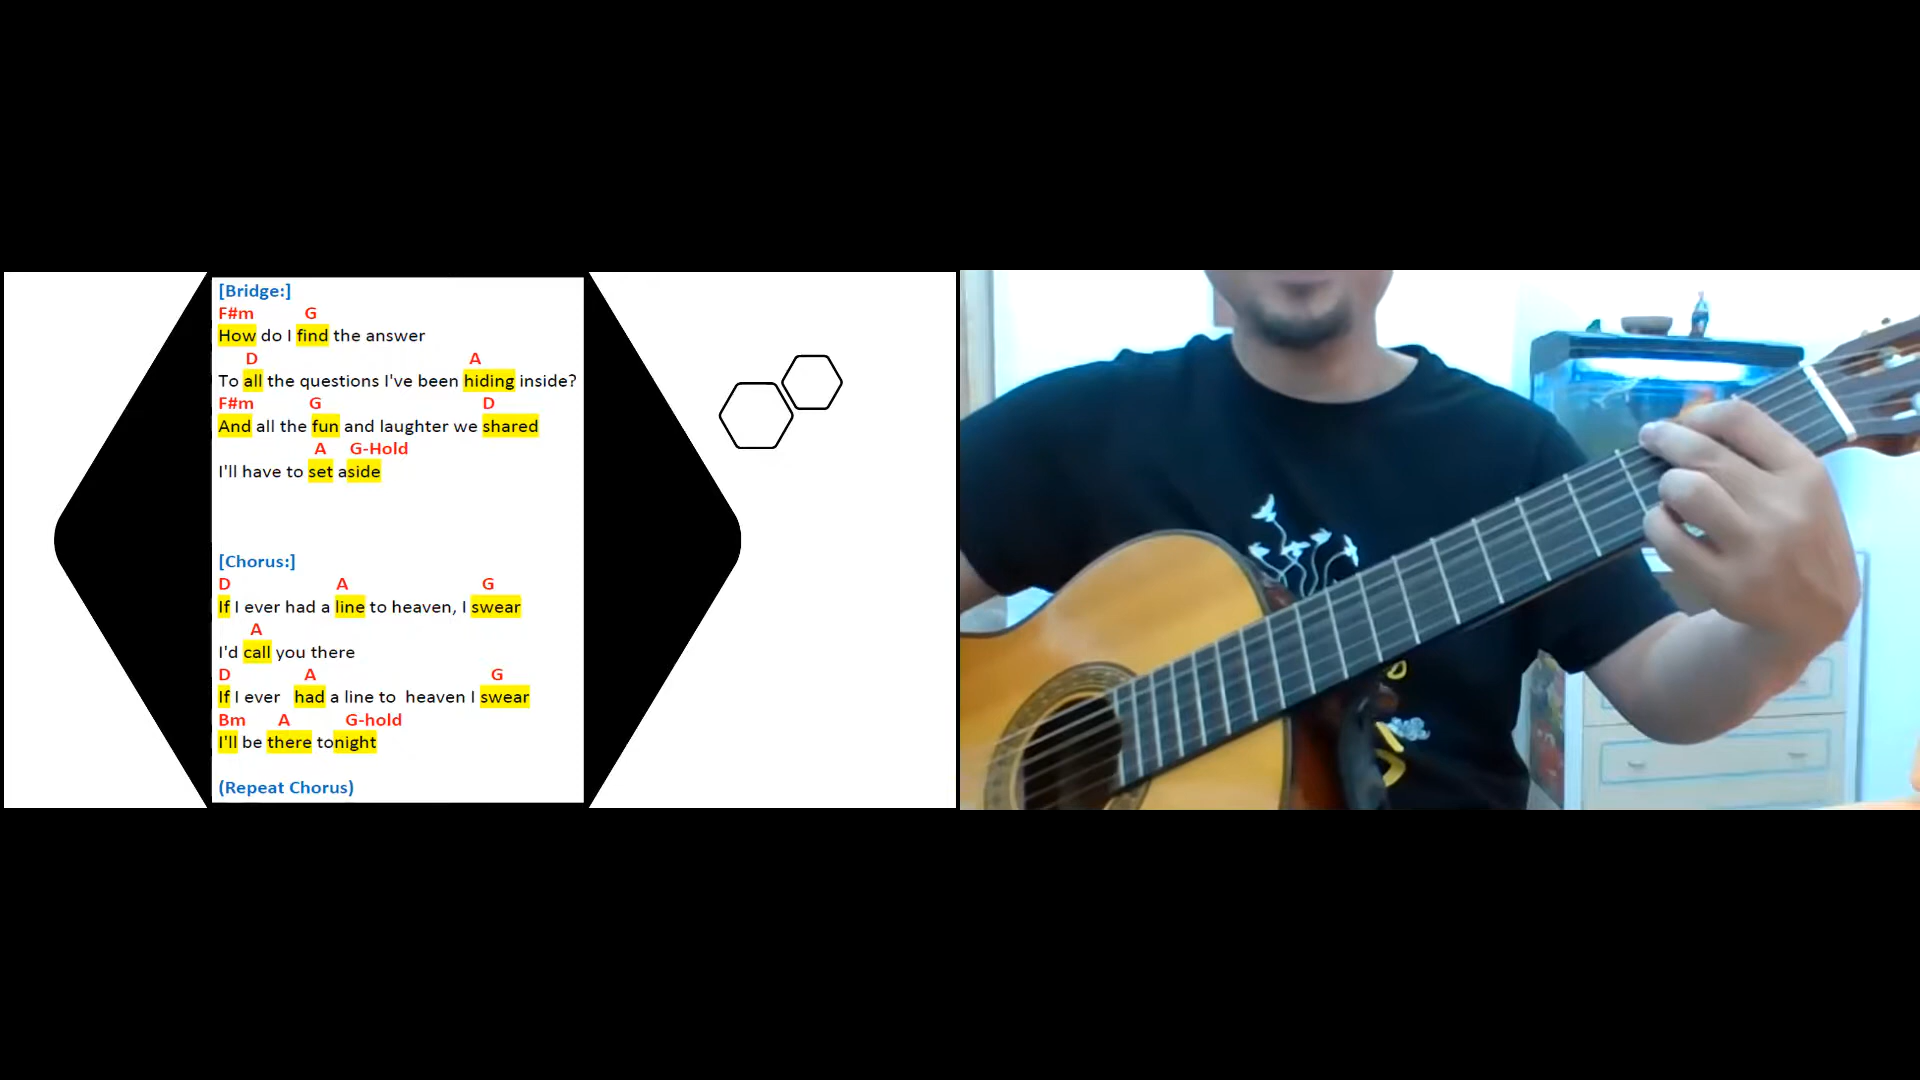 [Bridge:]
F#m G
How do I find the answer
D A
To all the questions I've been hiding inside?
F#m G D
And all the fun and laughter we shared
A G-Hold
I'll have to set aside
[Chorus:]
D A G
If I ever had a line to heaven, I swear
A
I'd call you there
D A G
If I ever had a line to heaven I swear
Bm A G-hold
I'll be there tonight
(Repeat Chorus)